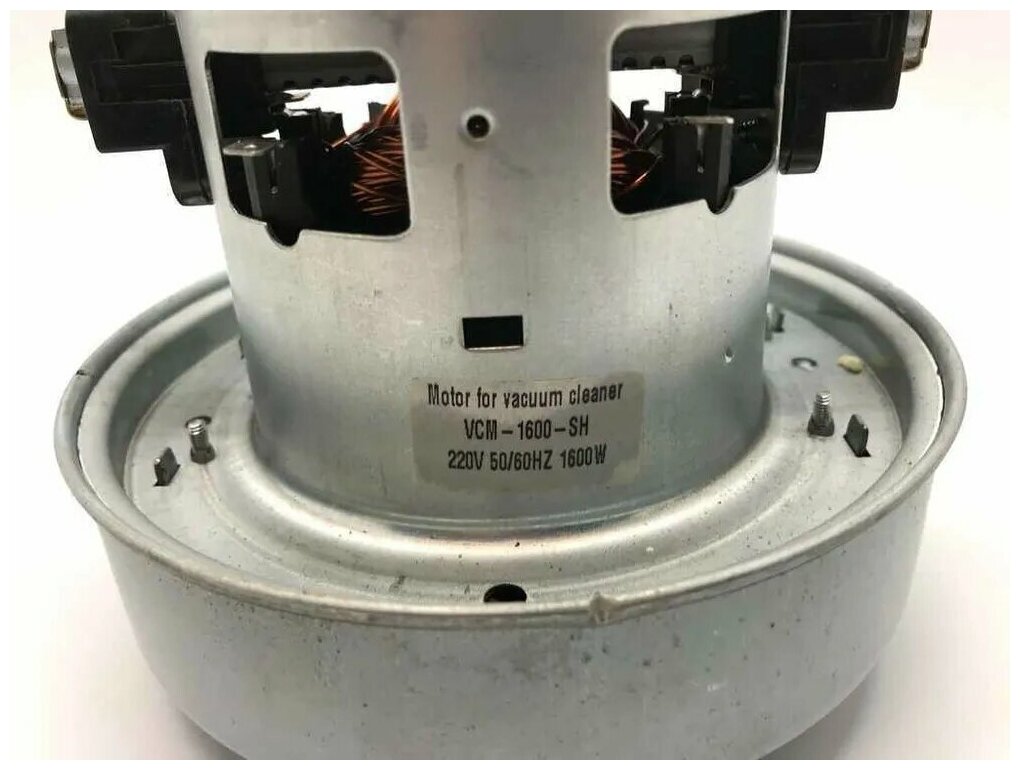 Motor for vacuum cleaner
VCM-1600-SH
220V 50/60HZ 1600W